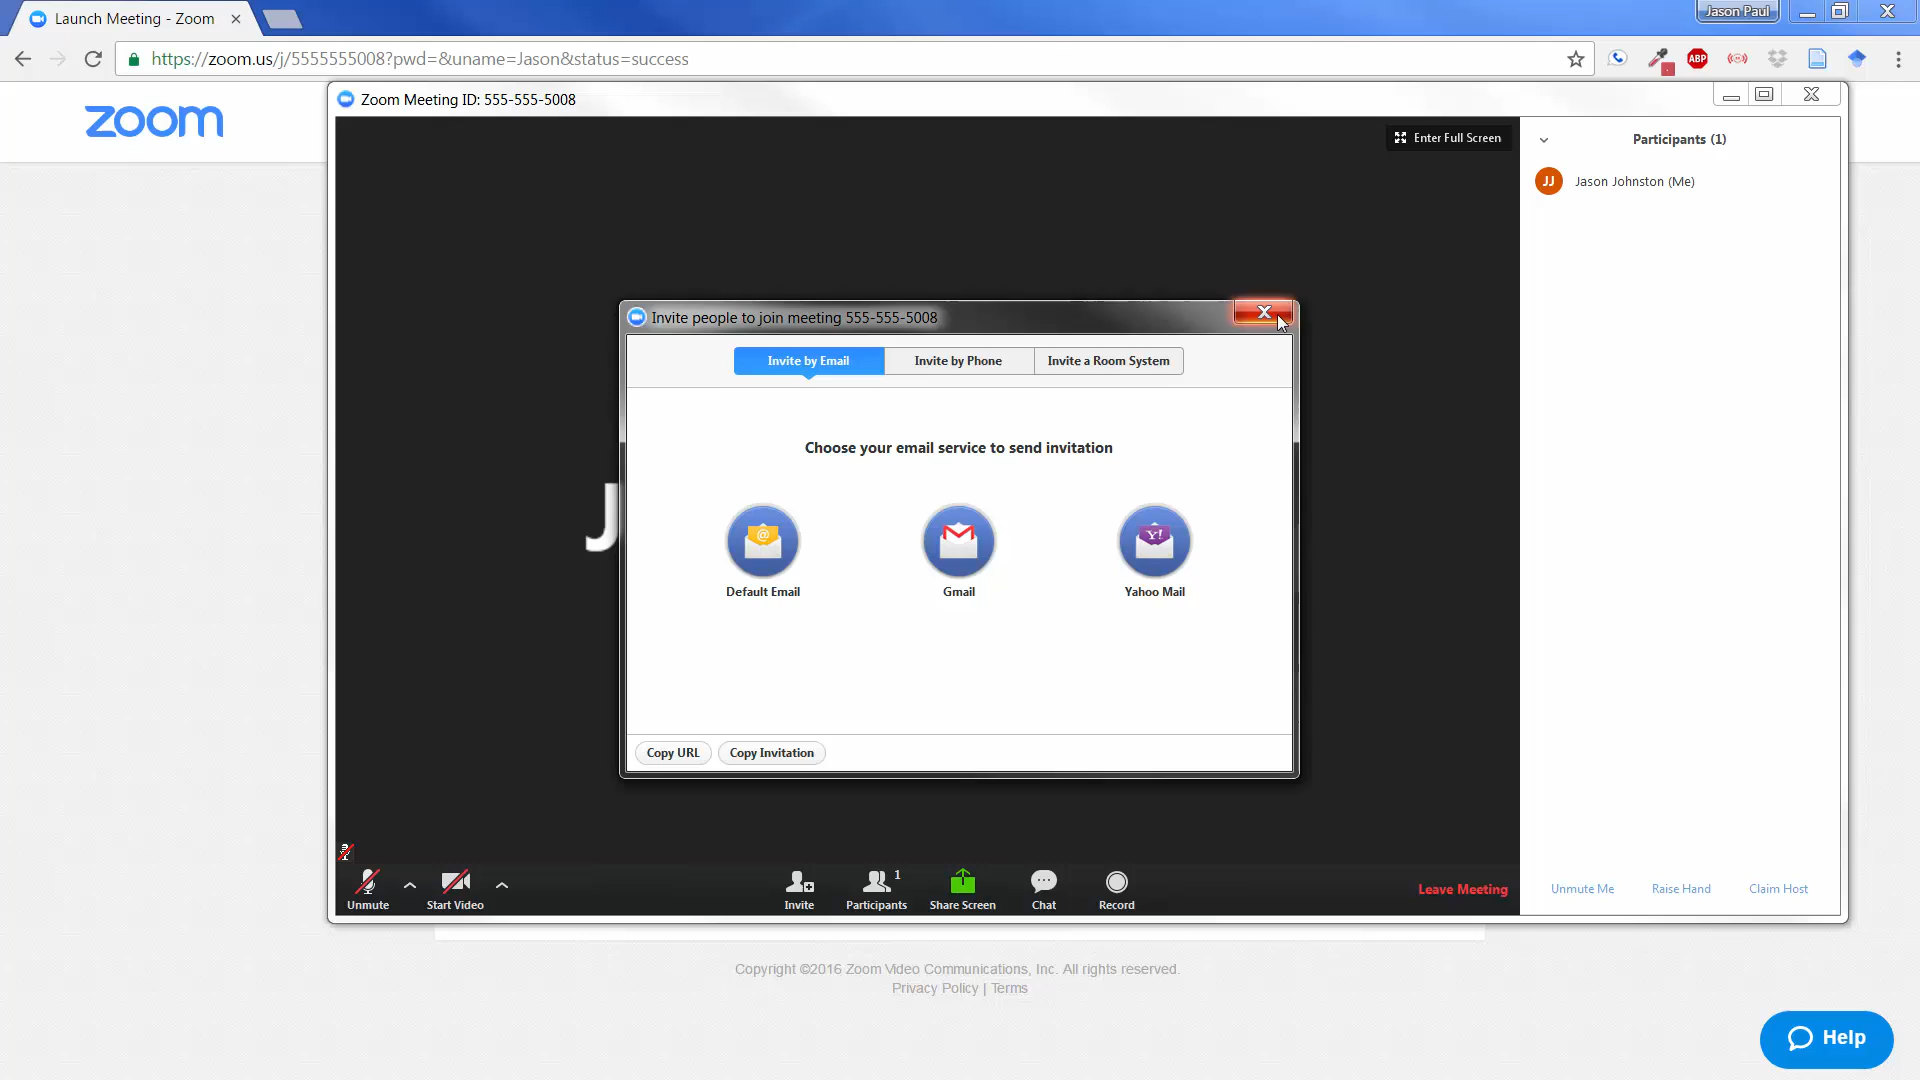 Launch Meeting - Zoom
Jason Paul
https://zoom.us/j/5555555008?pwd=&uname=Jason&status=success
ABP
zoom
Zoom Meeting ID: 555-555-5008
Enter Full Screen
Participants (1)
JJ Jason Johnston (Me)
Invite people to join meeting 555-555-5008
Invite by Email Invite by Phone Invite a Room System
Choose your email service to send invitation
J
@ Y!
Default Email Gmail Yahoo Mail
Copy URL Copy Invitation
1
Unmute Start Video Invite Participants Share Screen Chat Record
Leave Meeting
Unmute Me Raise Hand Claim Host
Copyright ©2016 Zoom Video Communications, Inc. All rights reserved.
Privacy Policy | Terms
Help